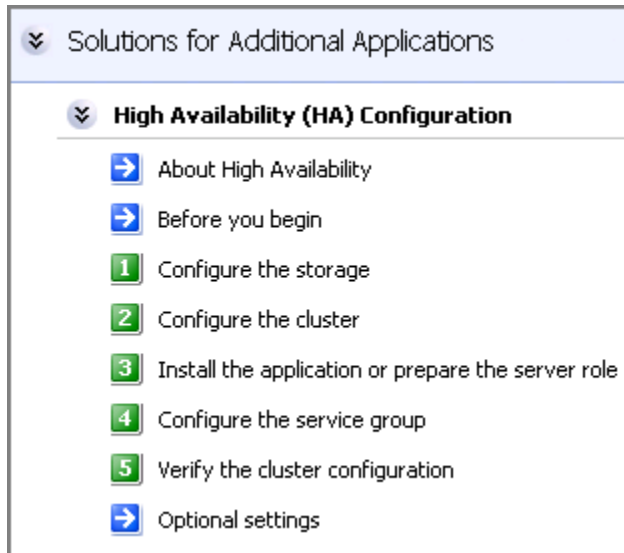 Solutions for Additional Applications
High Availability (HA) Configuration
About High Availability
Before you begin
1 Configure the storage
2 Configure the cluster
3 Install the application or prepare the server role
4 Configure the service group
5 Verify the cluster configuration
Optional settings